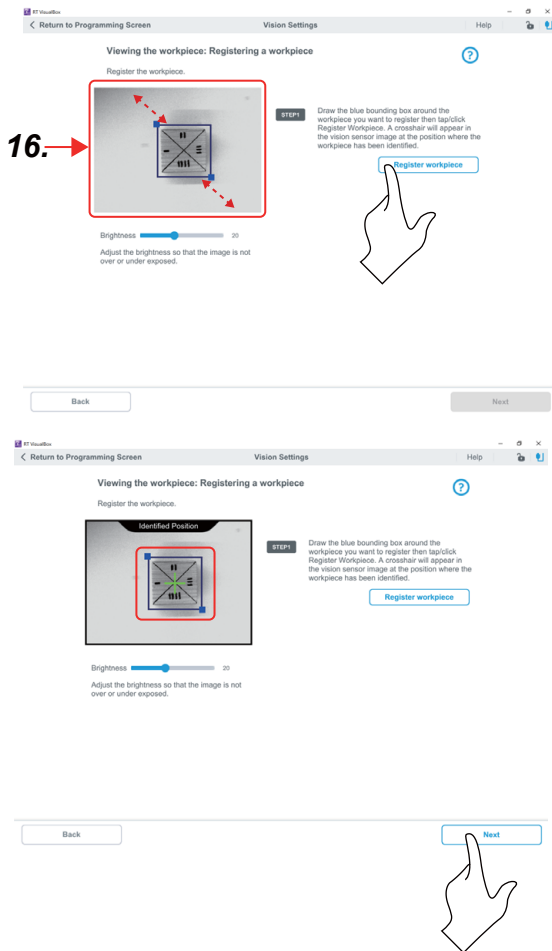 RT VisualBox
Return to Programming Screen Vision Settings Help
Viewing the workpiece: Registering a workpiece
Register the workpiece.
16.
STEP1
Draw the blue bounding box around the
workpiece you want to register then tap/click
Register Workpiece. A crosshair will appear in
the vision sensor image at the position where the
workpiece has been identified.
Register workpiece
Brightness 20
Adjust the brightness so that the image is not
over or under exposed.
Back Next
RT VisualBox
Return to Programming Screen Vision Settings Help
Viewing the workpiece: Registering a workpiece
Register the workpiece.
Identified Position
STEP1
Draw the blue bounding box around the
workpiece you want to register then tap/click
Register Workpiece. A crosshair will appear in
the vision sensor image at the position where the
workpiece has been identified.
Register workpiece
Brightness 20
Adjust the brightness so that the image is not
over or under exposed.
Back Next